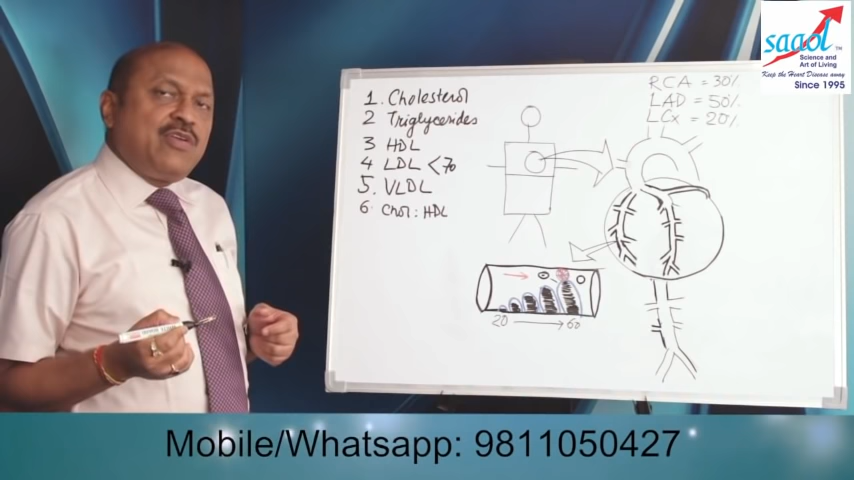 saaol TM
Science and
Art of Living
Keep the Heart Disease away
Since 1995
1. Cholesterol
2 Triglycerides
3 HDL
4 LDL < 70
5. VLDL
6. Chol : HDL
RCA = 30%
LAD = 50%
LCx = 20%
20 → 60
Mobile/Whatsapp: 9811050427